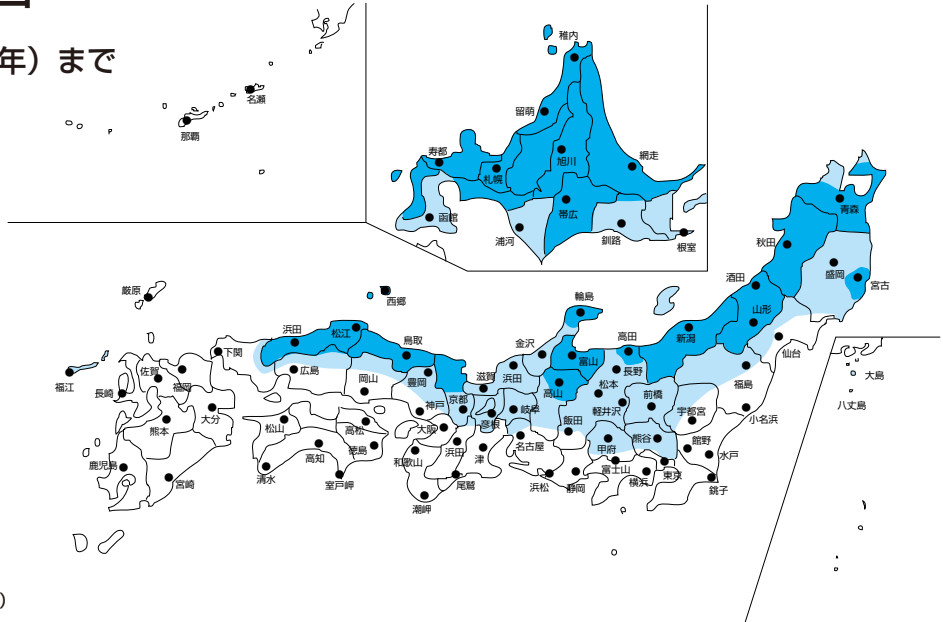 年）まで
名瀬
那覇
稚内
留萌
旭川
網走
寿都
札幌
帯広
函館
浦河
釧路
根室
青森
秋田
盛岡
宮古
酒田
山形
仙台
新潟
福島
小名浜
輪島
高田
金沢
富山
長野
高山
松本
軽井沢
前橋
宇都宮
浜田
滋賀
岐阜
彦根
飯田
甲府
熊谷
館野
水戸
名古屋
富士山
東京
横浜
銚子
浜松
静岡
西郷
浜田
松江
鳥取
豊岡
京都
広島
岡山
神戸
大阪
浜田
津
和歌山
尾鷲
潮岬
松山
高松
徳島
高知
清水
室戸岬
厳原
下関
福江
佐賀
福岡
長崎
熊本
大分
鹿児島
宮崎
大島
八丈島
）